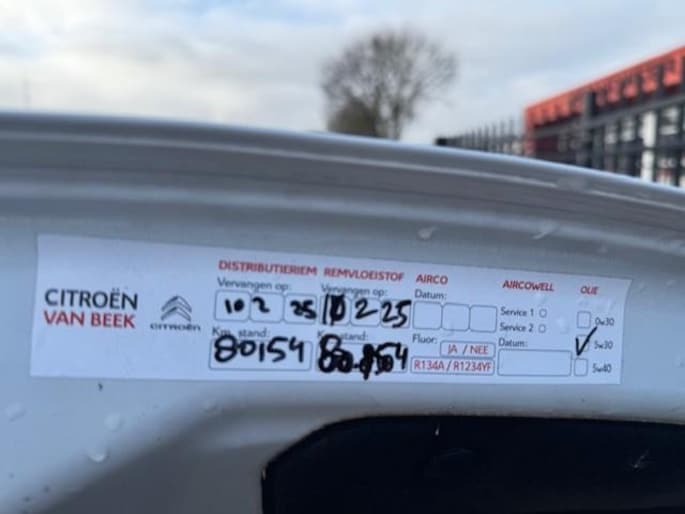 CITROËN
VAN BEEK
CITROËN
DISTRIBUTIERIEM
Vervangen op:
10 2 25
Km. stand:
80154
REMVLOEISTOF
Vervangen op:
10 2 25
Km. stand:
AIRCO
Datum:
Fluor: JA / NEE
R134A / R1234YF
AIRCOWELL
Service 1
Service 2
Datum:
OLIE
0w30
5w30
5w40